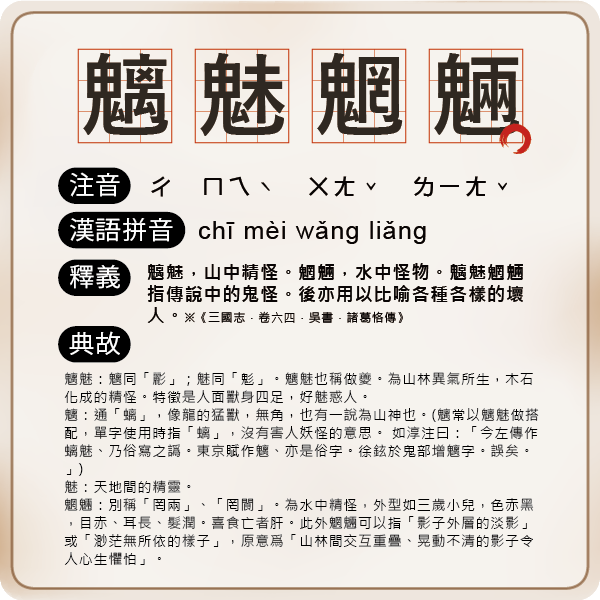 魑魅魍魎
注音 ㄔ ㄇㄟˋ ㄨㄤˇ ㄌㄧㄤˇ
漢語拼音 chī mèi wǎng liǎng
釋義 魑魅，山中精怪。魍魎，水中怪物。魑魅魍魎
指傳說中的鬼怪。後亦用以比喻各種各樣的壞
人。※《三國志．卷六四．吳書．諸葛恪傳》
典故
魑魅：魑同「彲」；魅同「鬽」。魑魅也稱做夔。為山林異氣所生，木石
化成的精怪。特徵是人面獸身四足，好魅惑人。
魑：通「螭」，像龍的猛獸，無角，也有一說為山神也。(魑常以魑魅做搭
配，單字使用時指「螭」，沒有害人妖怪的意思。 如淳注曰：「今左傳作
螭魅、乃俗寫之譌。東京賦作魑、亦是俗字。徐鉉於鬼部增魑字。誤矣。
」)
魅：天地間的精靈。
魍魎：別稱「罔兩」、「罔閬」。為水中精怪，外型如三歲小兒，色赤黑
，目赤、耳長、髮潤。喜食亡者肝。此外魍魎可以指「影子外層的淡影」
或「渺茫無所依的樣子」，原意爲「山林間交互重疊、晃動不清的影子令
人心生懼怕」。